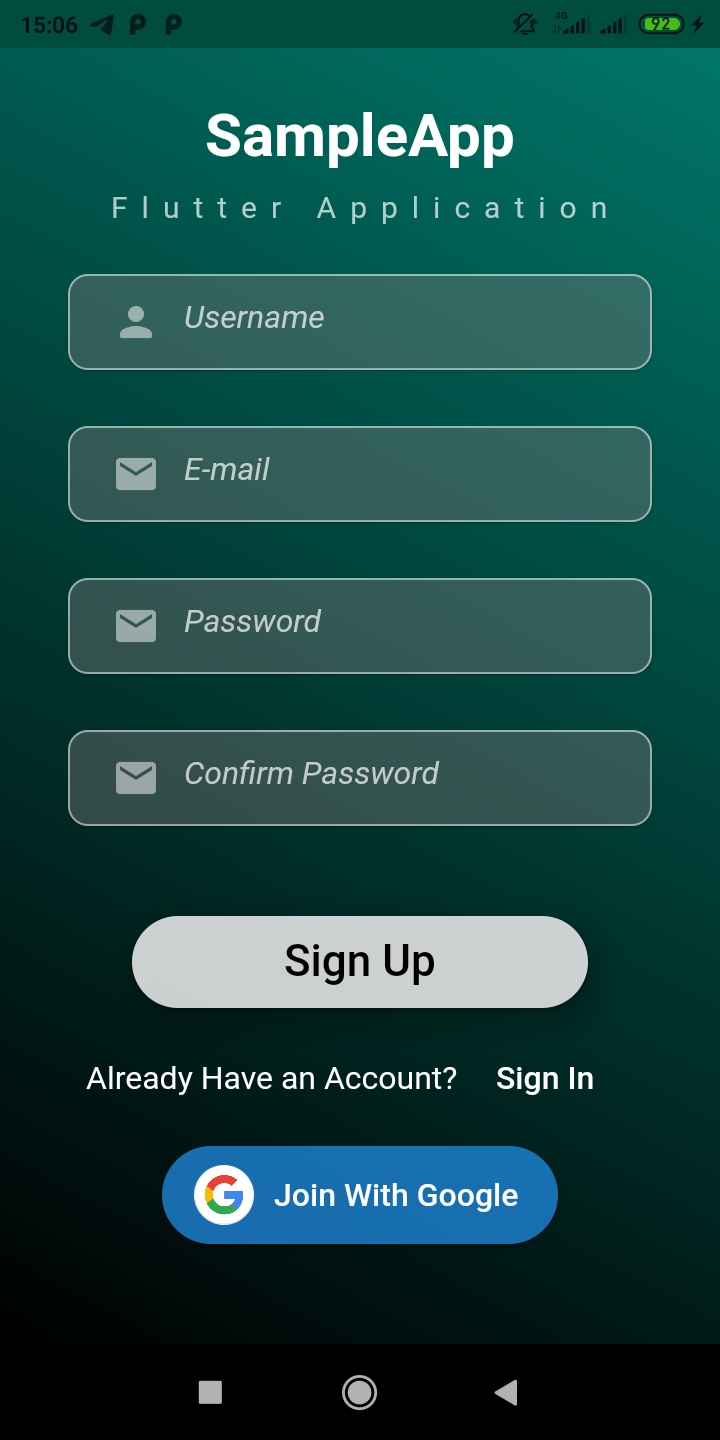 15:06 4G 92
SampleApp
Flutter Application
Username
E-mail
Password
Confirm Password
Sign Up
Already Have an Account? Sign In
Join With Google